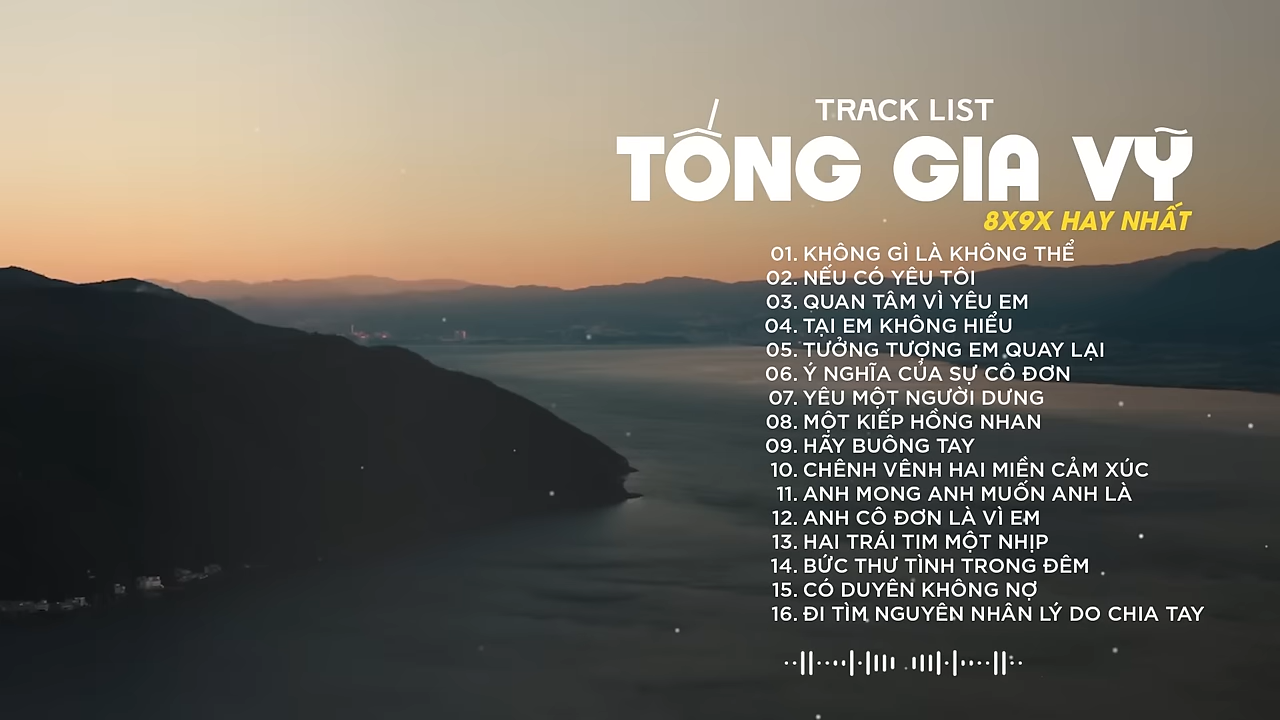 TRACK LIST
TỐNG GIA VỸ
8X9X HAY NHẤT
01. KHÔNG GÌ LÀ KHÔNG THỂ
02. NẾU CÓ YÊU TÔI
03. QUAN TÂM VÌ YÊU EM
04. TẠI EM KHÔNG HIỂU
05. TƯỞNG TƯỢNG EM QUAY LẠI
06. Ý NGHĨA CỦA SỰ CÔ ĐƠN
07. YÊU MỘT NGƯỜI DƯNG
08. MỘT KIẾP HỒNG NHAN
09. HÃY BUÔNG TAY
10. CHÊNH VÊNH HAI MIỀN CẢM XÚC
11. ANH MONG ANH MUỐN ANH LÀ
12. ANH CÔ ĐƠN LÀ VÌ EM
13. HAI TRÁI TIM MỘT NHỊP
14. BỨC THƯ TÌNH TRONG ĐÊM
15. CÓ DUYÊN KHÔNG NỢ
16. ĐI TÌM NGUYÊN NHÂN LÝ DO CHIA TAY